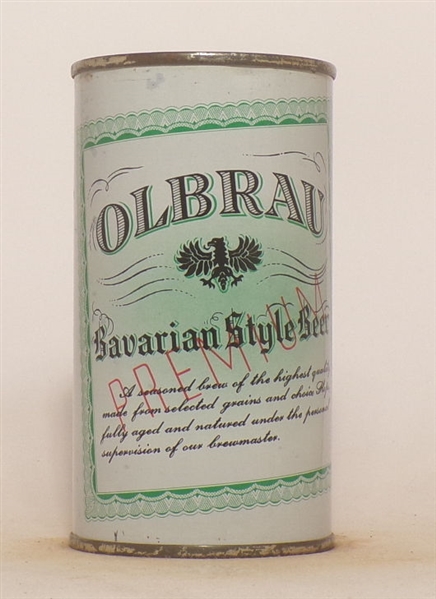 OLBRAU
Bavarian Style Beer
PREMIUM
A seasoned brew of the highest
made from selected grains and choice
fully aged and natured under the
supervision of our brewmaster.